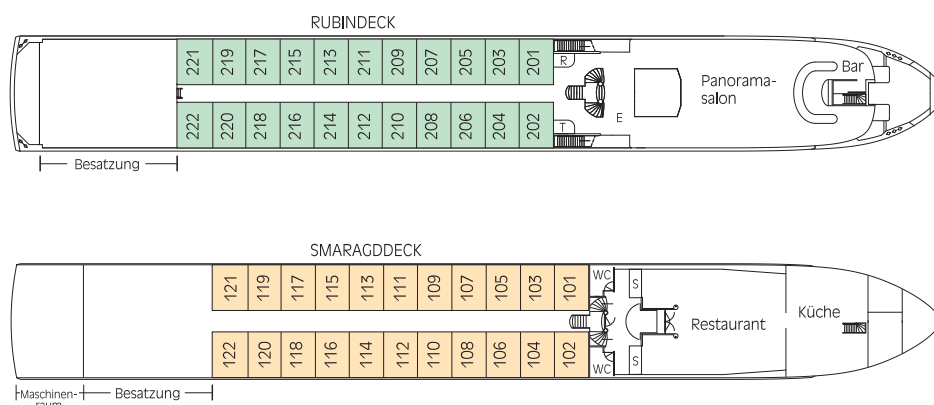 RUBINDECK
221 219 217 215 213 211 209 207 205 203 201
R
Bar
Panorama-
salon
E
T
222 220 218 216 214 212 210 208 206 204 202
Besatzung
SMARAGDDECK
121 119 117 115 113 111 109 107 105 103 101
WC
S
Restaurant
Küche
122 120 118 116 114 112 110 108 106 104 102
S
WC
Maschinen-
raum
Besatzung